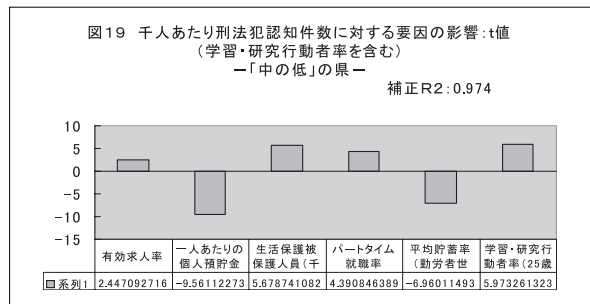 図19 千人あたり刑法犯認知件数に対する要因の影響:t値
(学習・研究行動者率を含む)
－「中の低」の県－
補正R2:0.974
10
5
0
-5
-10
-15
有効求人率 一人あたりの個人預貯金 生活保護被保護人員(千 パートタイム就職率 平均貯蓄率(勤労者世 学習・研究行動者率(25歳
系列1 2.447092716 -9.56112273 5.678741082 4.390846389 -6.96011493 5.973261323